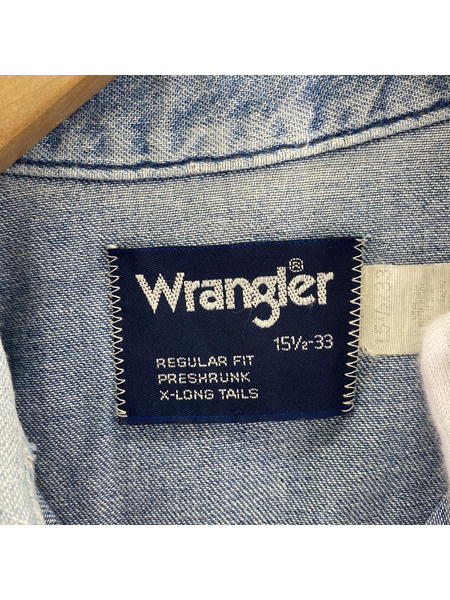 Wrangler®
15½-33
REGULAR FIT
PRESHRUNK
X-LONG TAILS